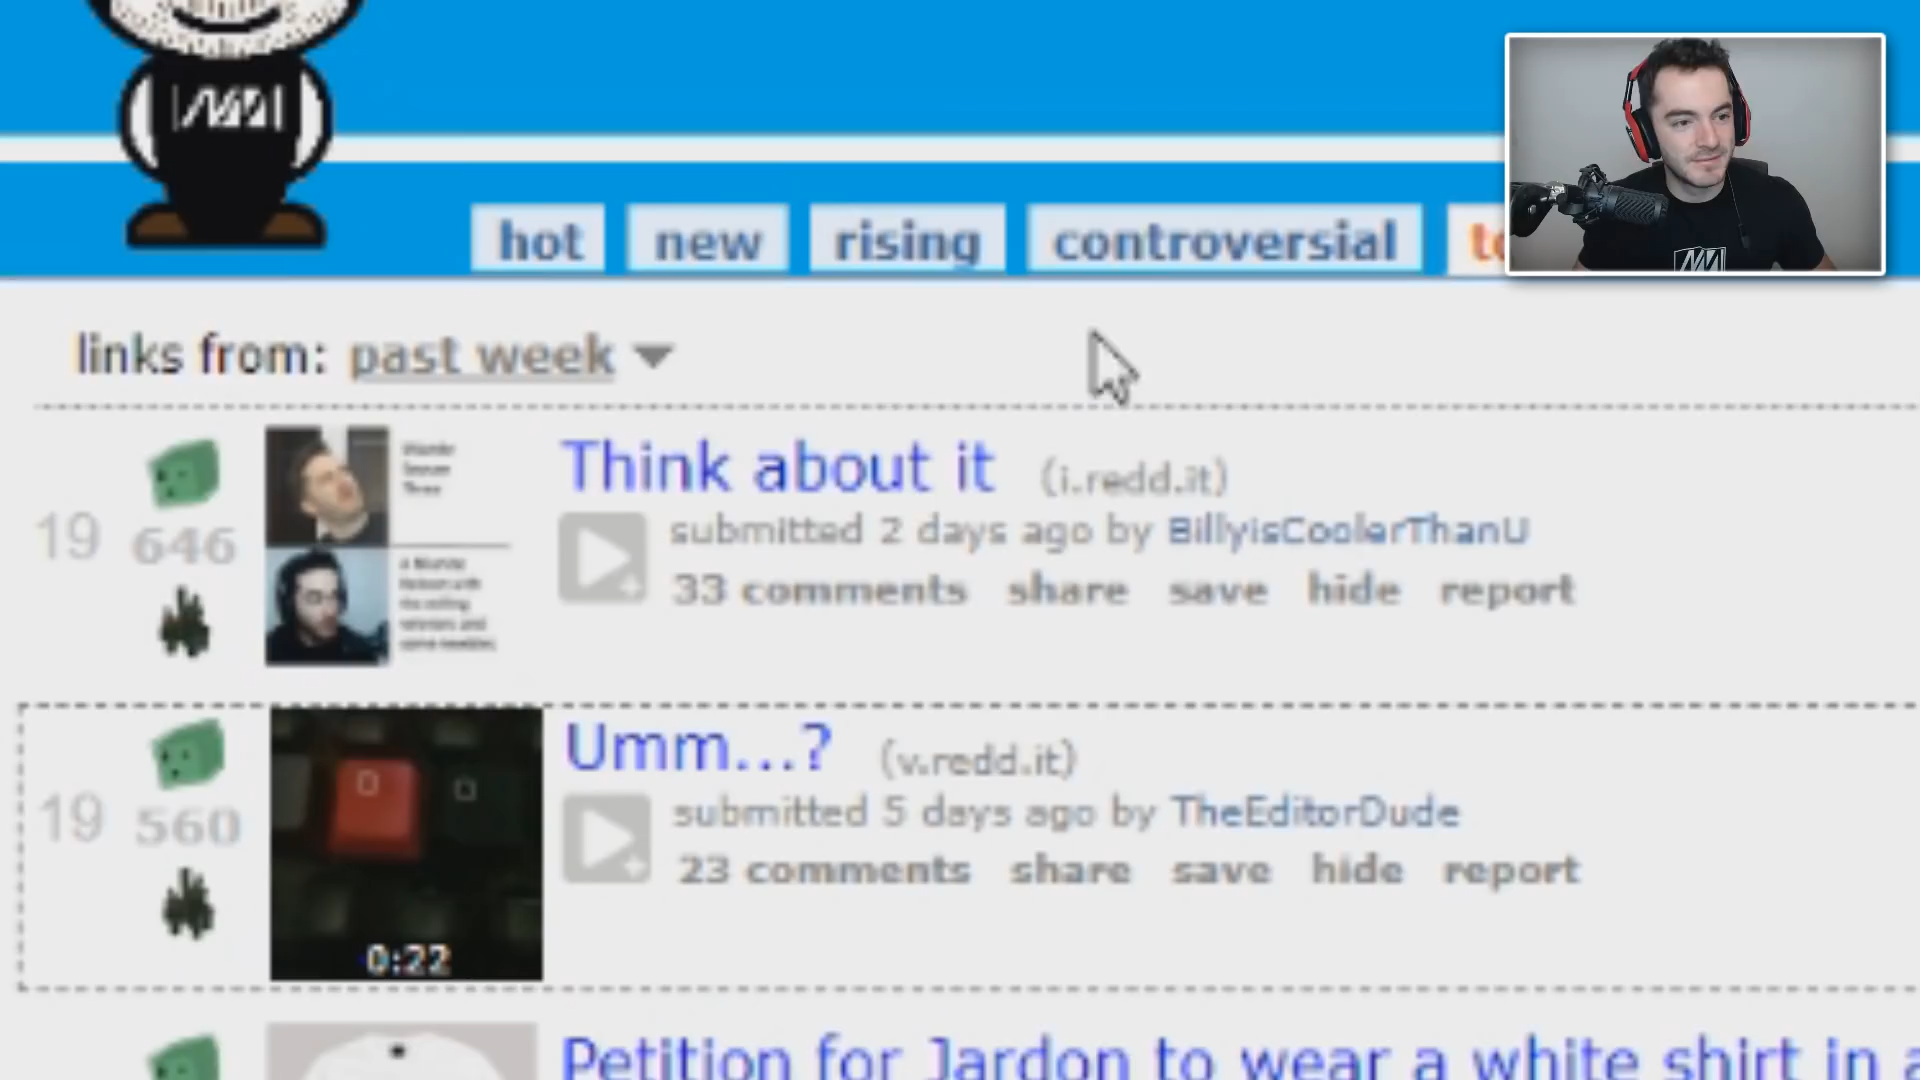 hot new rising controversial
links from: past week
Think about it (i.redd.it)
19
646
submitted 2 days ago by BillyisCoolerThanU
33 comments share save hide report
Umm...? (v.redd.it)
19
560
submitted 5 days ago by TheEditorDude
23 comments share save hide report
0:22
Petition for Jardon to wear a white shirt in